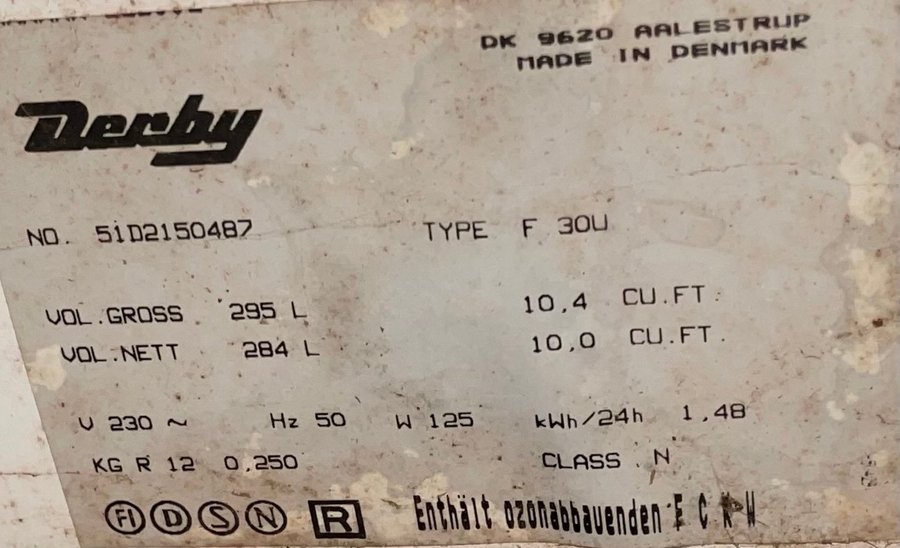 DK 9620 AALESTRUP
MADE IN DENMARK
Derby
NO. 51D2150487 TYPE F 30U
VOL.GROSS 295 L 10,4 CU.FT.
VOL.NETT 284 L 10,0 CU.FT.
V 230 ~ Hz 50 W 125 kWh/24h 1,48
KG R 12 0,250 CLASS . N
FI D S N R Enthält ozonabbauenden F C K W